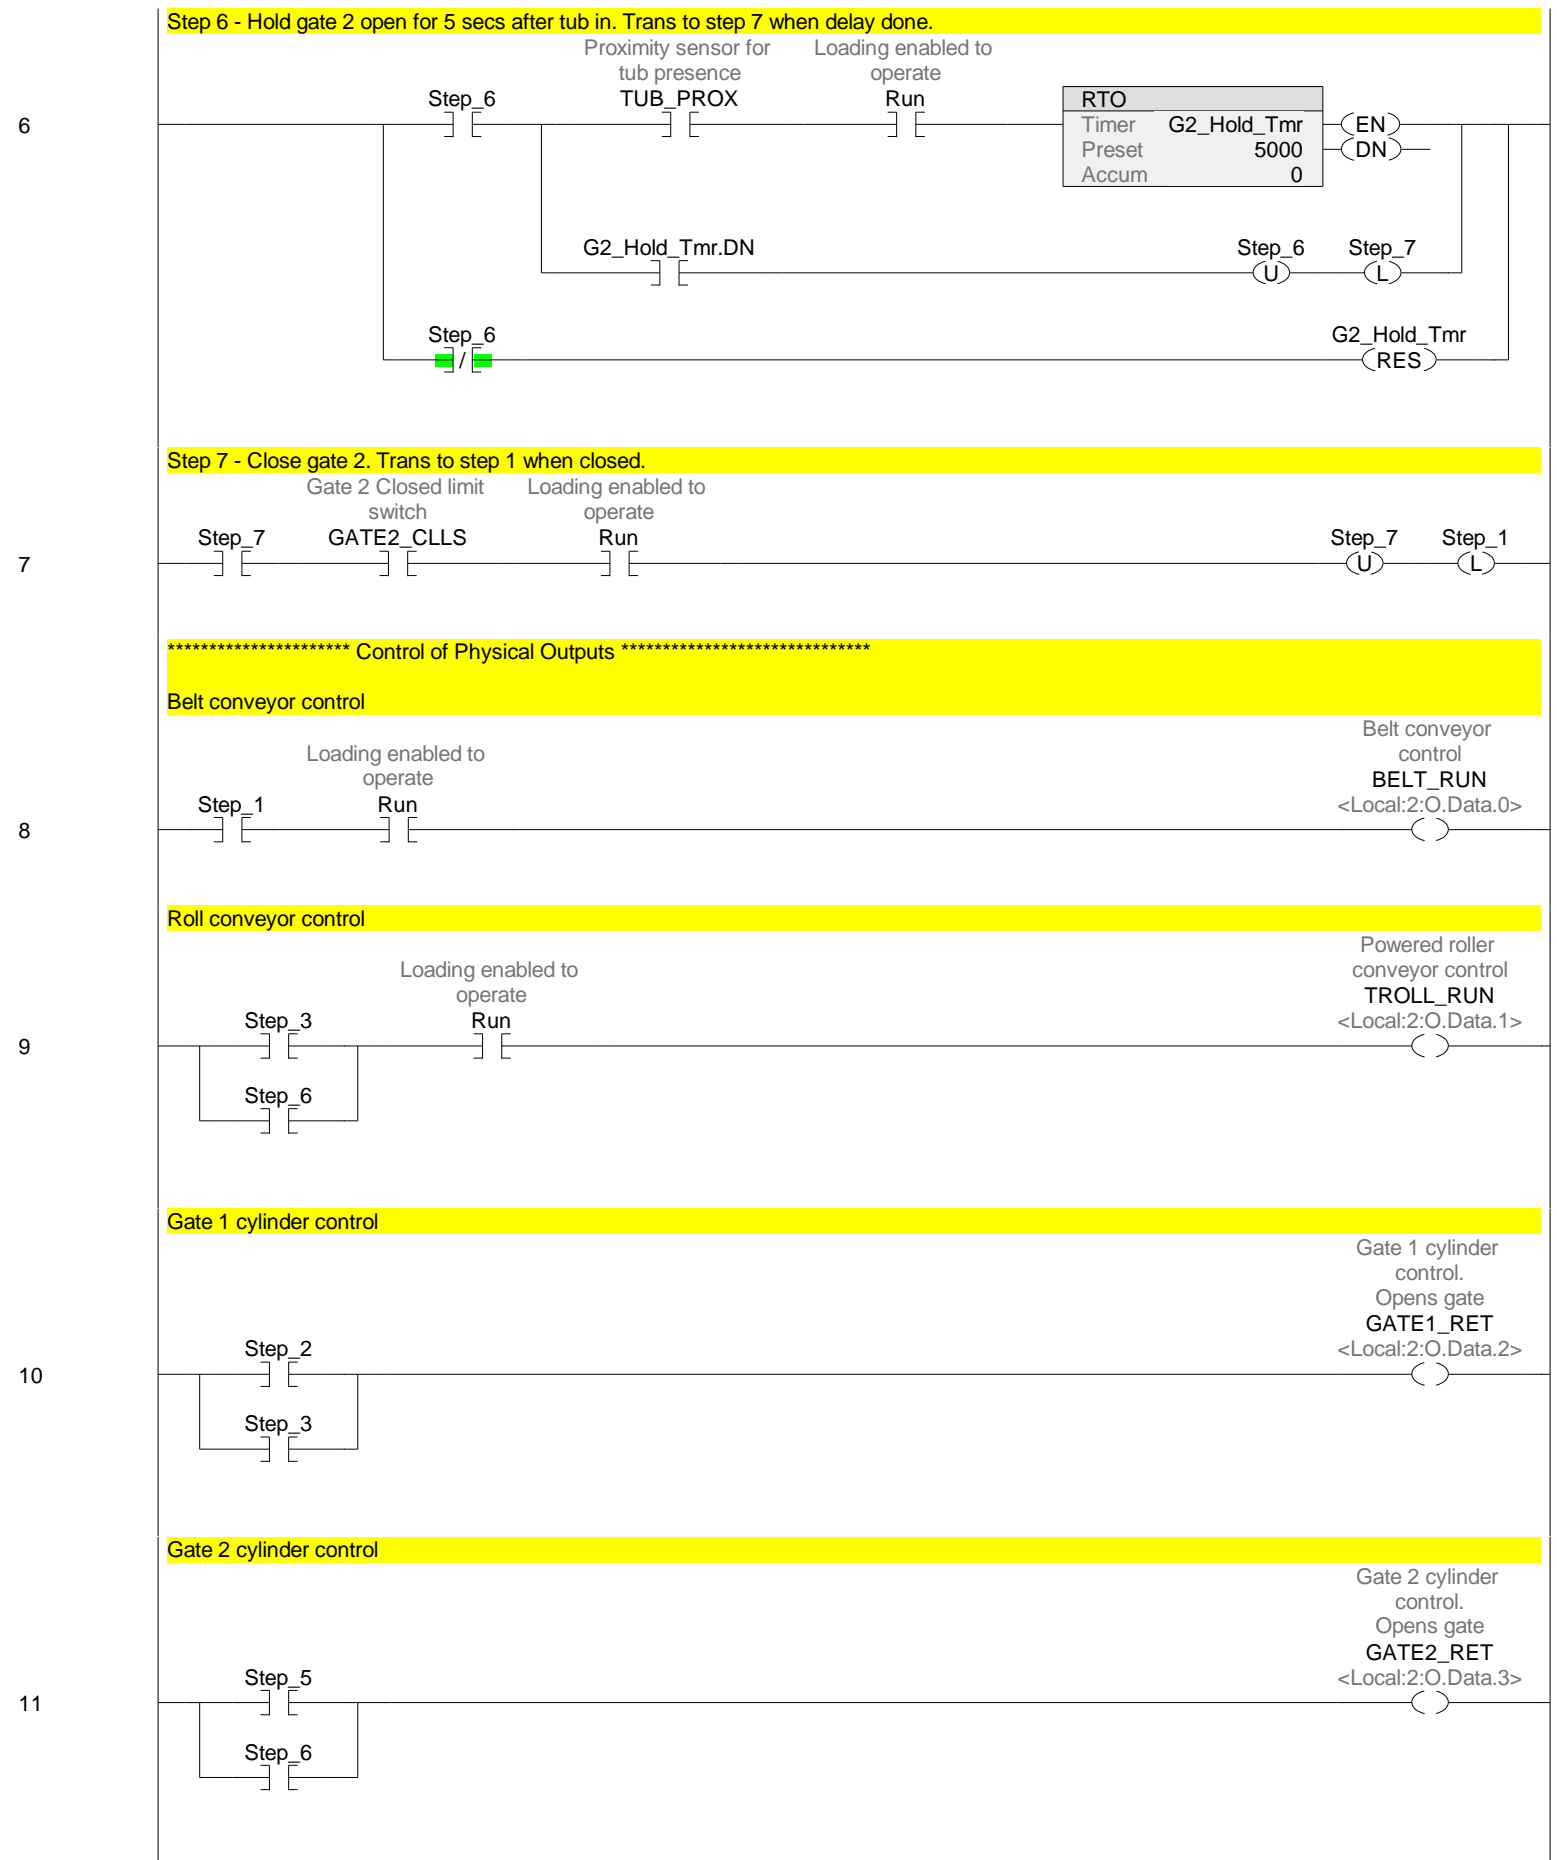 Step 6 - Hold gate 2 open for 5 secs after tub in. Trans to step 7 when delay done.
Proximity sensor for
tub presence
Loading enabled to
operate
Step_6
TUB_PROX
Run
RTO
Timer G2_Hold_Tmr
Preset 5000
Accum 0
EN
DN
6
G2_Hold_Tmr.DN
Step_6
U
Step_7
L
Step_6
/
G2_Hold_Tmr
RES
Step 7 - Close gate 2. Trans to step 1 when closed.
Gate 2 Closed limit
switch
Loading enabled to
operate
Step_7
GATE2_CLLS
Run
Step_7
U
Step_1
L
7
********************** Control of Physical Outputs ******************************
Belt conveyor control
Loading enabled to
operate
Step_1
Run
Belt conveyor
control
BELT_RUN
<Local:2:O.Data.0>
8
Roll conveyor control
Loading enabled to
operate
Step_3
Run
Powered roller
conveyor control
TROLL_RUN
<Local:2:O.Data.1>
9
Step_6
Gate 1 cylinder control
Gate 1 cylinder
control.
Opens gate
GATE1_RET
<Local:2:O.Data.2>
Step_2
10
Step_3
Gate 2 cylinder control
Gate 2 cylinder
control.
Opens gate
GATE2_RET
<Local:2:O.Data.3>
Step_5
11
Step_6